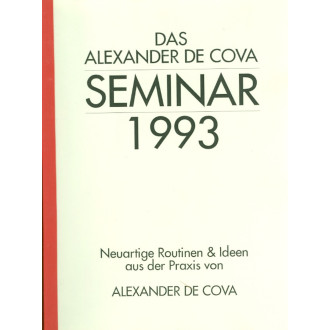 DAS
ALEXANDER DE COVA
SEMINAR
1993
Neuartige Routinen & Ideen
aus der Praxis von
ALEXANDER DE COVA